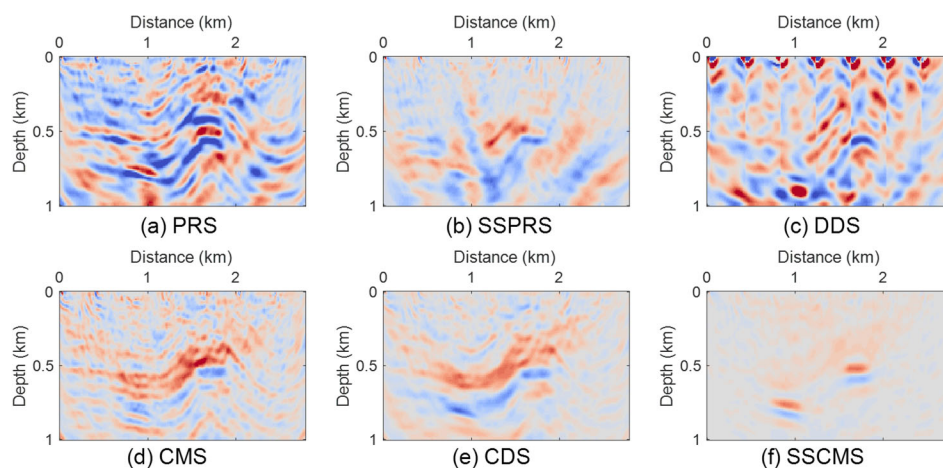 Distance (km) Distance (km) Distance (km)
0 1 2 0 1 2 0 1 2
0 0 0
Depth (km) Depth (km) Depth (km)
0.5 0.5 0.5
1 1 1
(a) PRS (b) SSPRS (c) DDS
Distance (km) Distance (km) Distance (km)
0 1 2 0 1 2 0 1 2
0 0 0
Depth (km) Depth (km) Depth (km)
0.5 0.5 0.5
1 1 1
(d) CMS (e) CDS (f) SSCMS